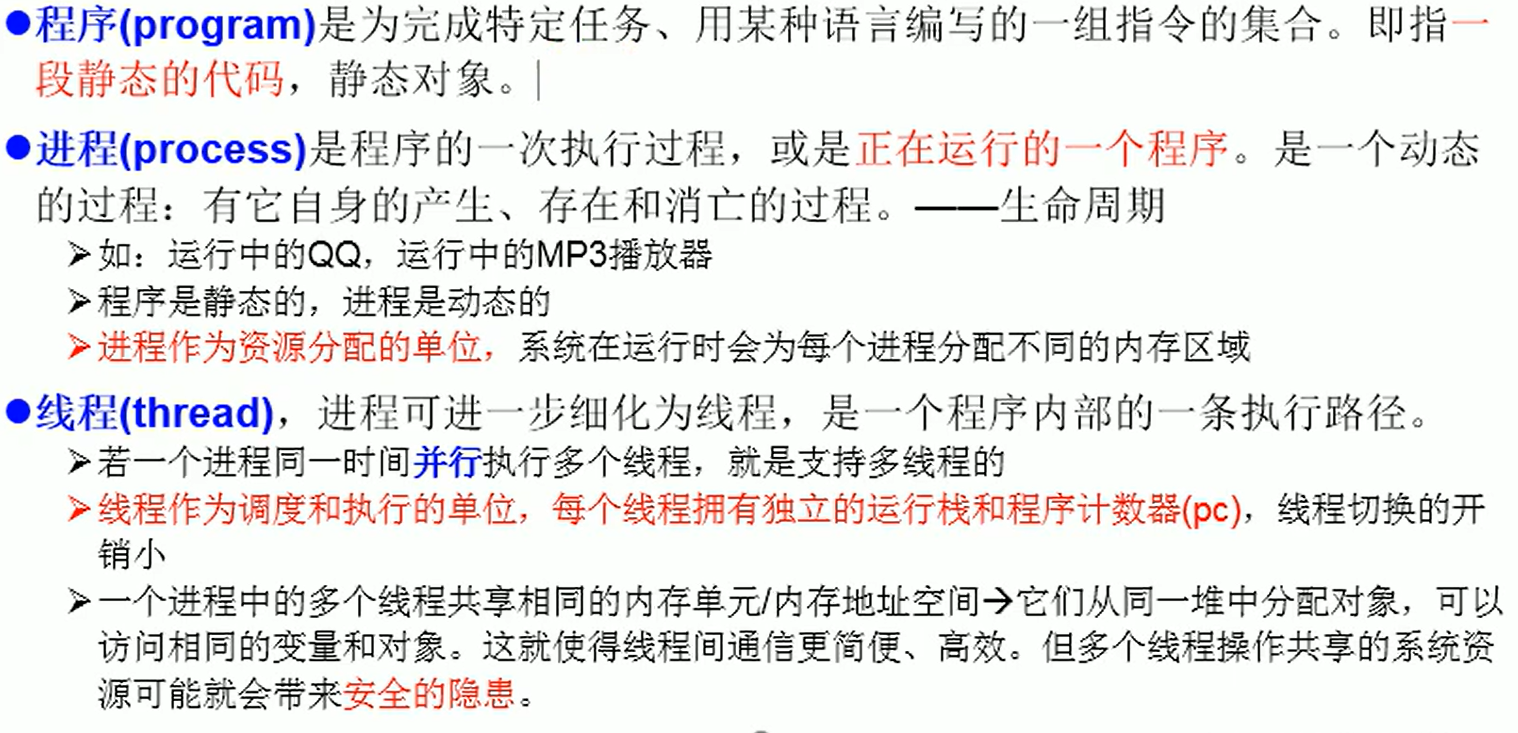 ●程序(program)是为完成特定任务、用某种语言编写的一组指令的集合。即指一
段静态的代码，静态对象。
●进程(process)是程序的一次执行过程，或是正在运行的一个程序。是一个动态
的过程：有它自身的产生、存在和消亡的过程。——生命周期
➢如：运行中的QQ，运行中的MP3播放器
➢程序是静态的，进程是动态的
➢进程作为资源分配的单位，系统在运行时会为每个进程分配不同的内存区域
●线程(thread)，进程可进一步细化为线程，是一个程序内部的一条执行路径。
➢若一个进程同一时间并行执行多个线程，就是支持多线程的
➢线程作为调度和执行的单位，每个线程拥有独立的运行栈和程序计数器(pc)，线程切换的开
销小
➢一个进程中的多个线程共享相同的内存单元/内存地址空间→它们从同一堆中分配对象，可以
访问相同的变量和对象。这就使得线程间通信更简便、高效。但多个线程操作共享的系统资
源可能就会带来安全的隐患。